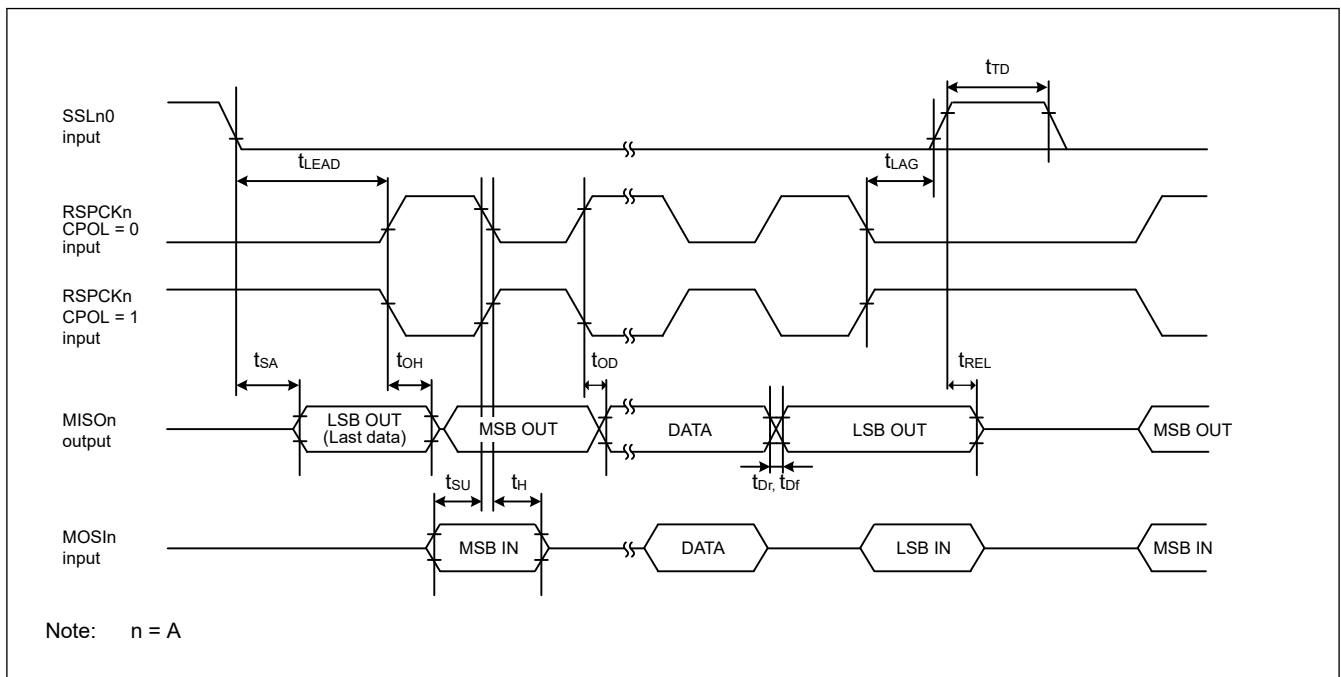 tTD
SSLn0
input
tLEAD
tLAG
RSPCKn
CPOL = 0
input
RSPCKn
CPOL = 1
input
tSA
tOH
tOD
tREL
MISOn
output
LSB OUT
(Last data)
MSB OUT
DATA
LSB OUT
MSB OUT
tSU
tH
tDr, tDf
MOSIn
input
MSB IN
DATA
LSB IN
MSB IN
Note: n = A